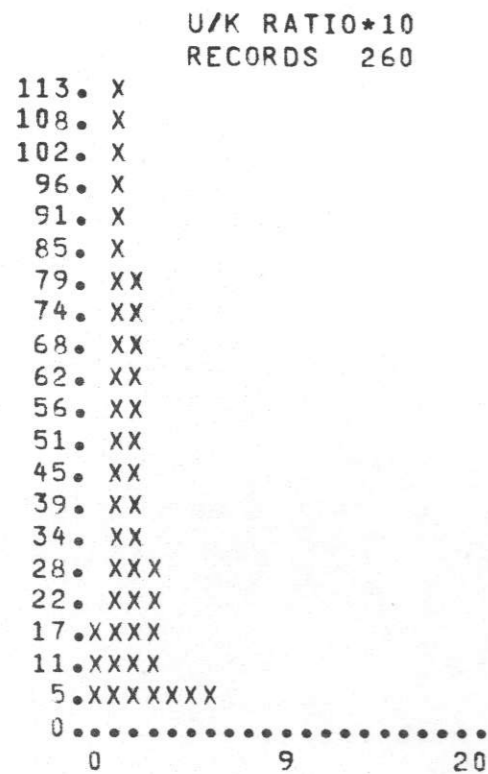 U/K RATIO*10
RECORDS 260
113. X
108. X
102. X
96. X
91. X
85. X
79. XX
74. XX
68. XX
62. XX
56. XX
51. XX
45. XX
39. XX
34. XX
28. XXX
22. XXX
17.XXXX
11.XXXX
5.XXXXXXX
0.....................
0 9 20